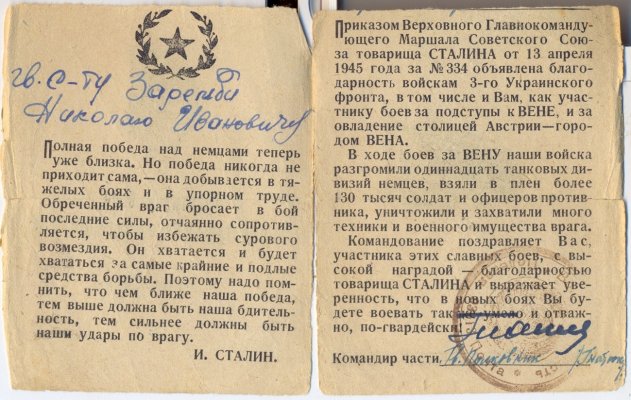 гв. с-ту Зарембе
Николаю Ивановичу
Полная победа над немцами теперь
уже близка. Но победа никогда не
приходит сама,—она добывается в тя-
желых боях и в упорном труде.
Обреченный враг бросает в бой
последние силы, отчаянно сопротив-
ляется, чтобы избежать сурового
возмездия. Он хватается и будет
хвататься за самые крайние и подлые
средства борьбы. Поэтому надо пом-
нить, что чем ближе наша победа,
тем выше должна быть наша бдитель-
ность, тем сильнее должны быть
наши удары по врагу.
И. СТАЛИН.
Приказом Верховного Главнокоманду-
ющего Маршала Советского Сою-
за товарища СТАЛИНА от 13 апреля
1945 года за № 334 объявлена благо-
дарность войскам 3-го Украинского
фронта, в том числе и Вам, как уча-
стнику боев за подступы к ВЕНЕ, и за
овладение столицей Австрии—горо-
дом ВЕНА.
В ходе боев за ВЕНУ наши войска
разгромили одиннадцать танковых ди-
визий немцев, взяли в плен более
130 тысяч солдат и офицеров против-
ника, уничтожили и захватили много
техники и военного имущества врага.
Командование поздравляет Вас,
участника этих славных боев, с вы-
сокой наградой—благодарностью
товарища СТАЛИНА и выражает уве-
ренность, что в новых боях Вы бу-
дете воевать также умело и отваж-
но, по-гвардейски!
Командир части. Гв. Полковник